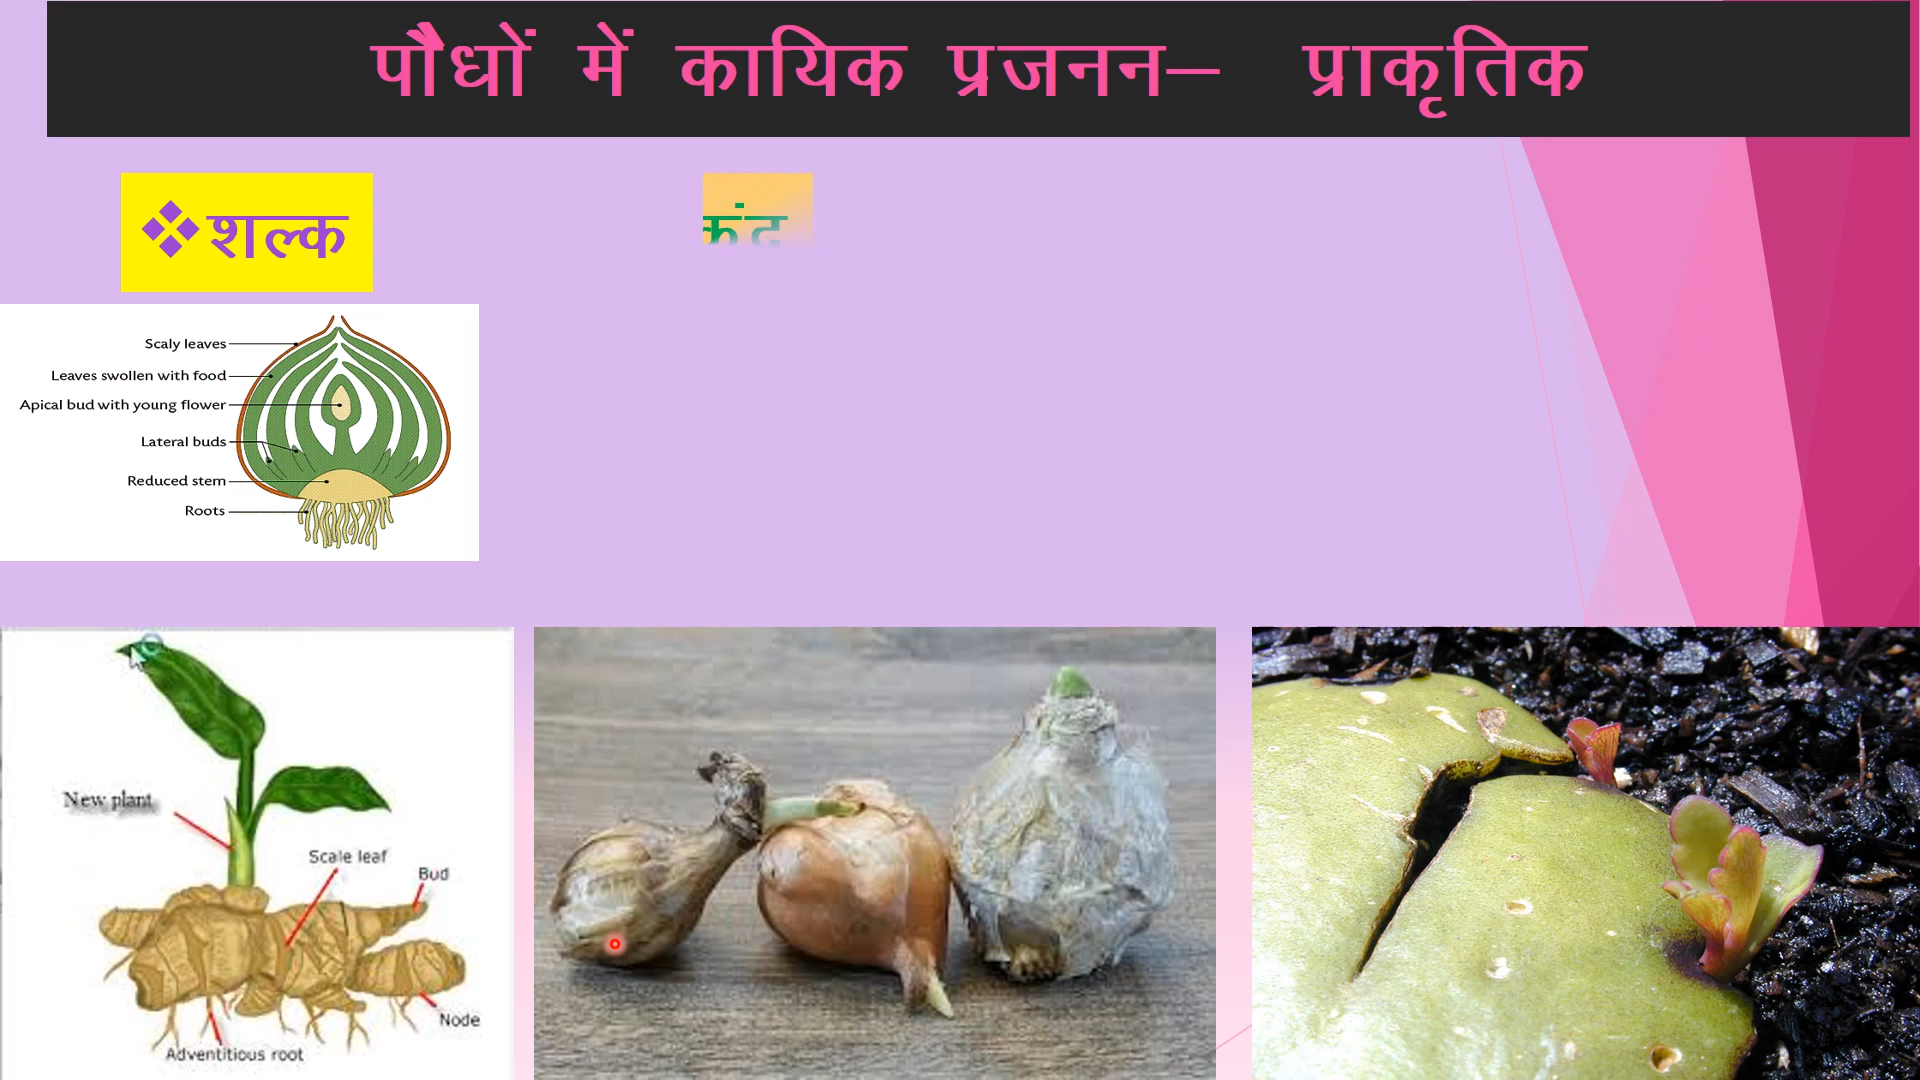 पौधों में कायिक प्रजनन— प्राकृतिक
❖शल्क
कंद
Scaly leaves
Leaves swollen with food
Apical bud with young flower
Lateral buds
Reduced stem
Roots
New plant
Scale leaf
Bud
Node
Adventitious root